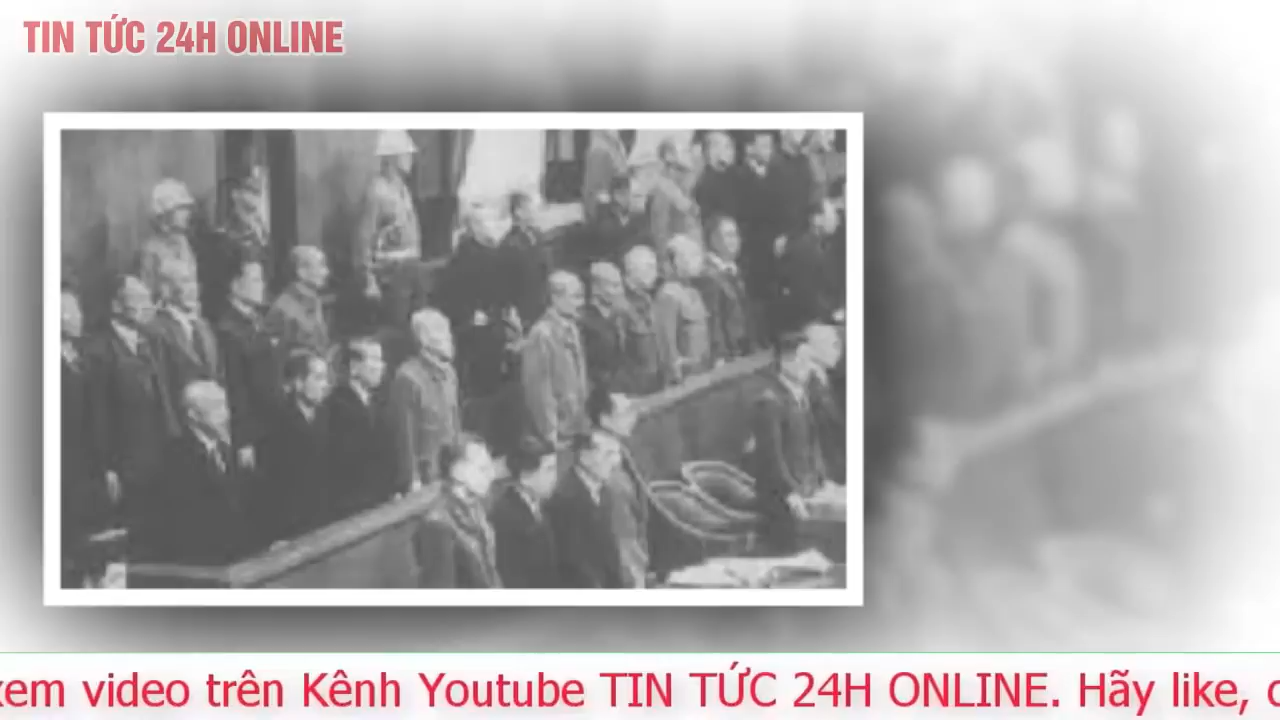 TIN TỨC 24H ONLINE
xem video trên Kênh Youtube TIN TỨC 24H ONLINE. Hãy like,